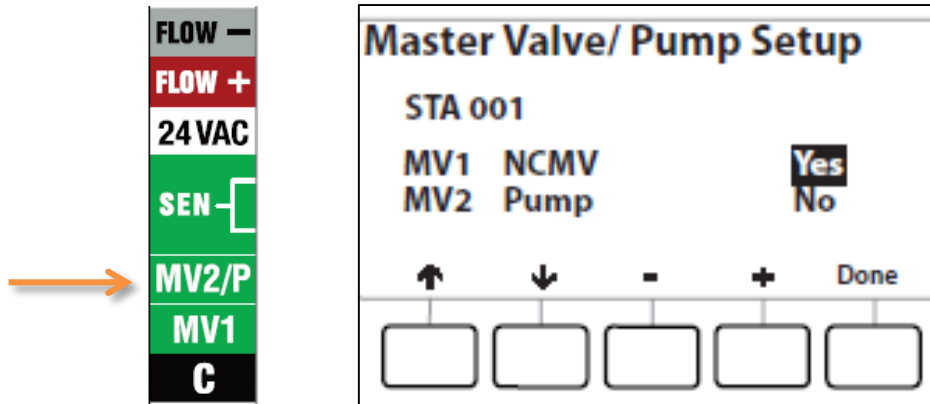 FLOW –
FLOW +
24 VAC
SEN
MV2/P
MV1
C
Master Valve/ Pump Setup
STA 001
MV1 NCMV Yes
MV2 Pump No
↑ ↓ - + Done